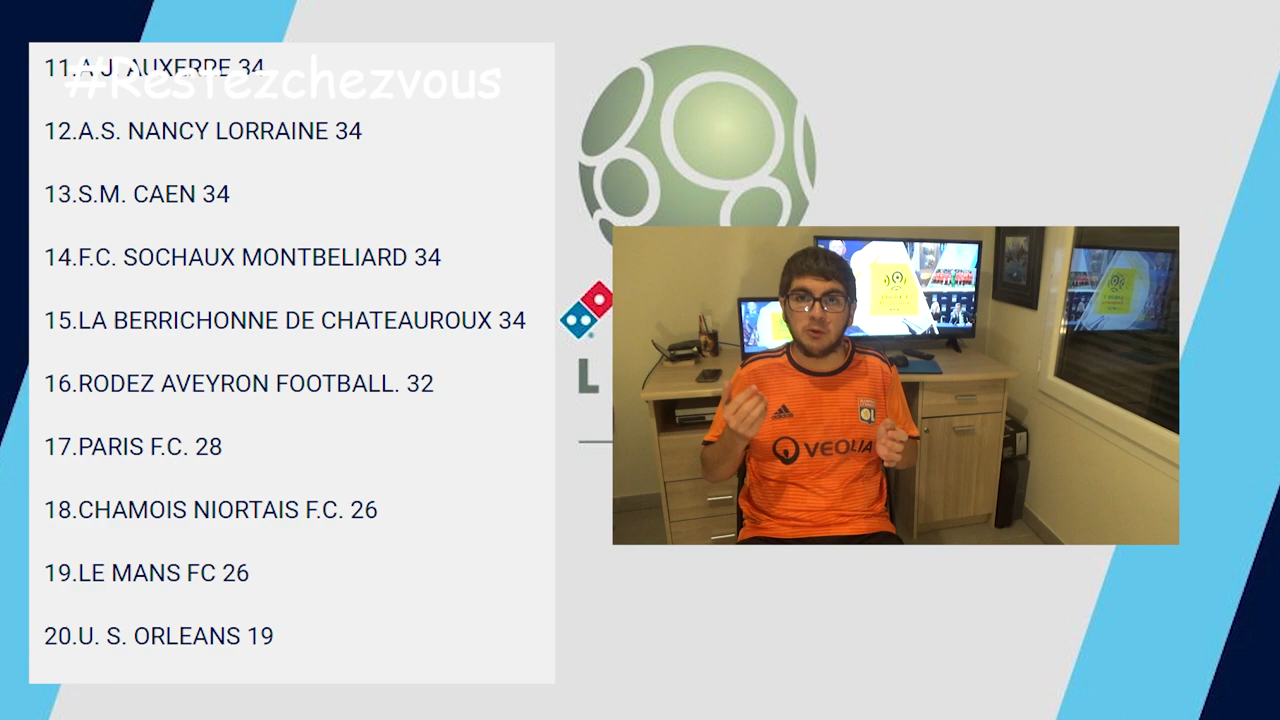 #Restezchezvous
11.A.J. AUXERRE 34
12.A.S. NANCY LORRAINE 34
13.S.M. CAEN 34
14.F.C. SOCHAUX MONTBELIARD 34
15.LA BERRICHONNE DE CHATEAUROUX 34
16.RODEZ AVEYRON FOOTBALL. 32
17.PARIS F.C. 28
18.CHAMOIS NIORTAIS F.C. 26
19.LE MANS FC 26
20.U. S. ORLEANS 19
L
adidas
OL
VEOLIA